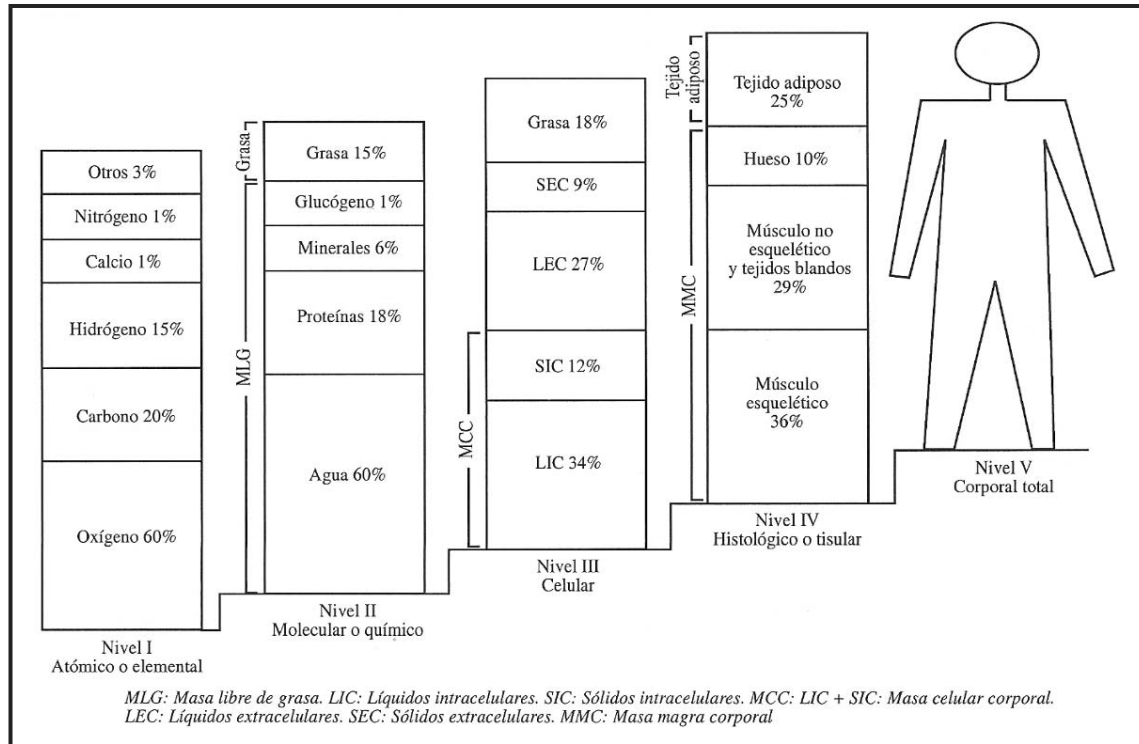 Otros 3%
Nitrógeno 1%
Calcio 1%
Hidrógeno 15%
Carbono 20%
Oxígeno 60%
Nivel I
Atómico o elemental
Grasa
MLG
Grasa 15%
Glucógeno 1%
Minerales 6%
Proteínas 18%
Agua 60%
Nivel II
Molecular o químico
MCC
Grasa 18%
SEC 9%
LEC 27%
SIC 12%
LIC 34%
Nivel III
Celular
Tejido
adiposo
MMC
Tejido adiposo
25%
Hueso 10%
Músculo no
esquelético
y tejidos blandos
29%
Músculo
esquelético
36%
Nivel IV
Histológico o tisular
Nivel V
Corporal total
MLG: Masa libre de grasa. LIC: Líquidos intracelulares. SIC: Sólidos intracelulares. MCC: LIC + SIC: Masa celular corporal.
LEC: Líquidos extracelulares. SEC: Sólidos extracelulares. MMC: Masa magra corporal